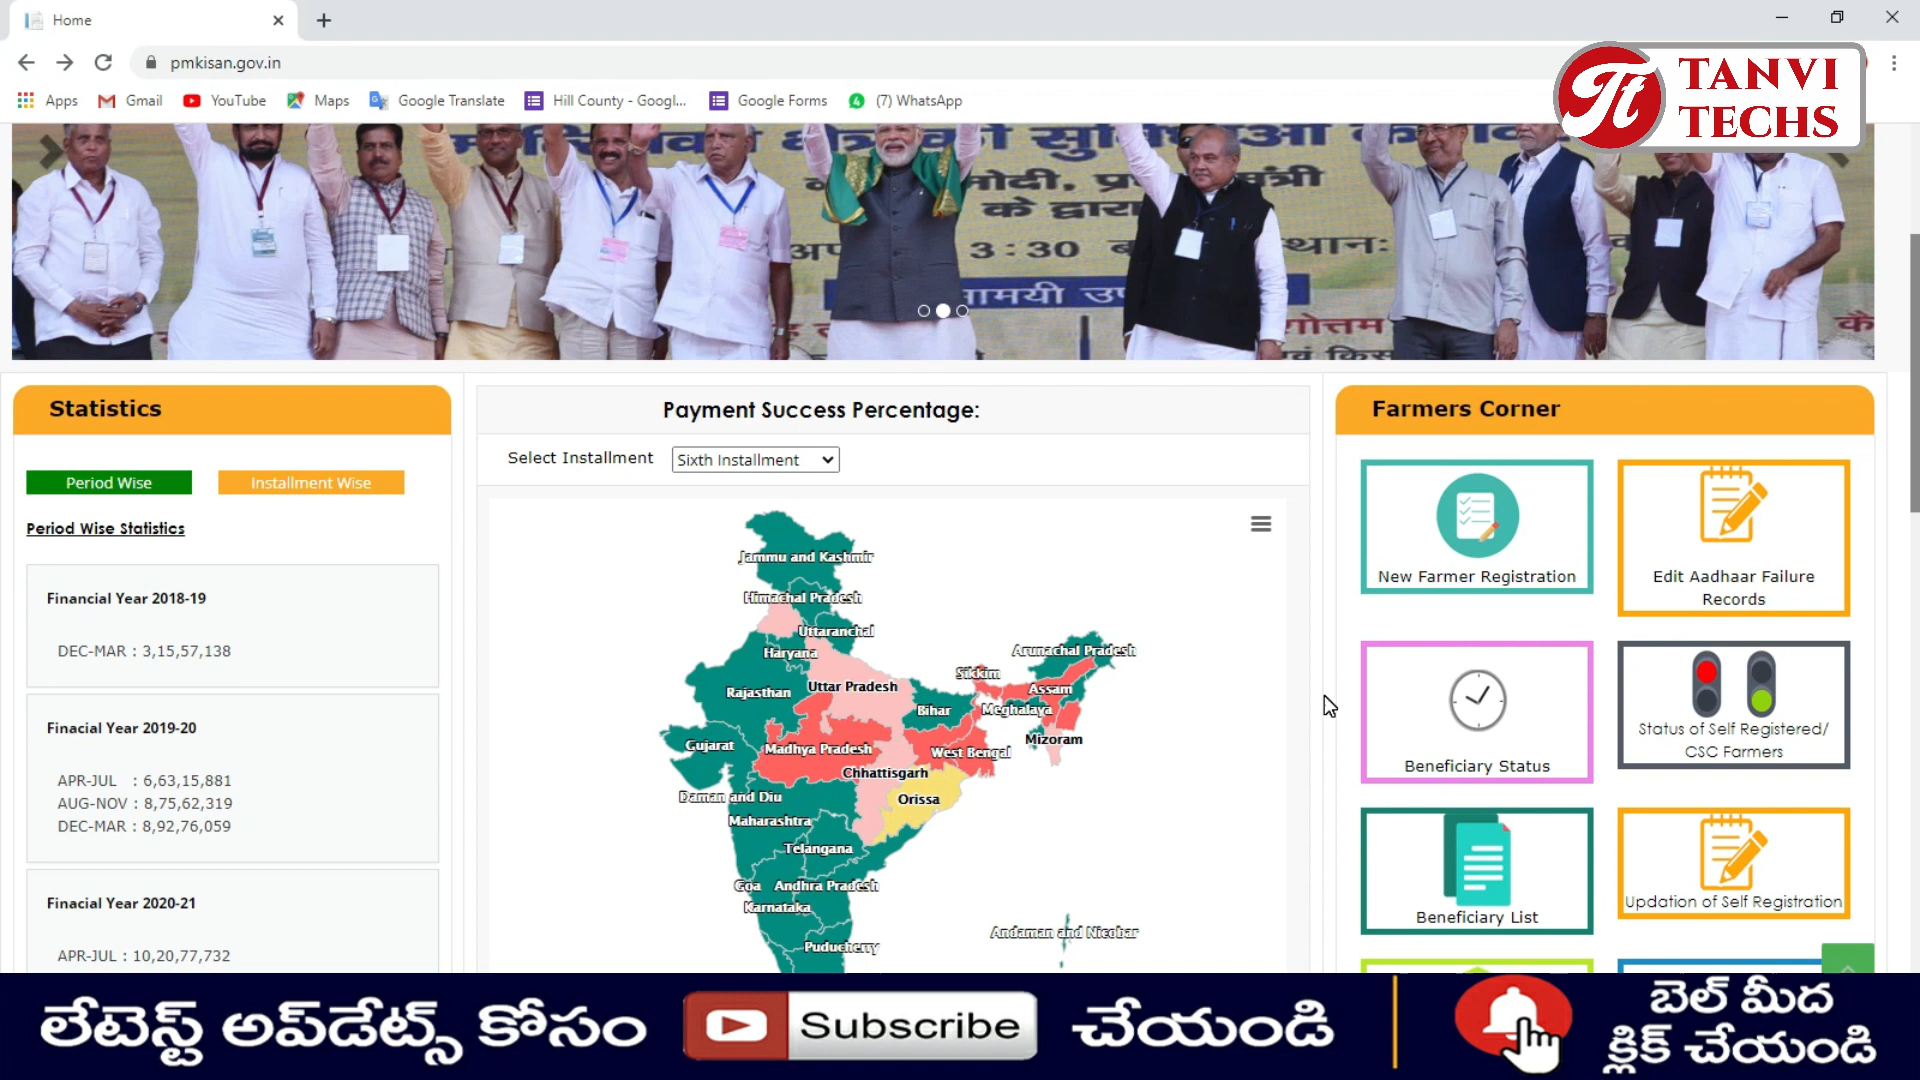 Home
pmkisan.gov.in
Apps Gmail YouTube Maps Google Translate Hill County - Googl... Google Forms (7) WhatsApp
TANVI
TECHS
मोदी,
के द्वारा
3:30
Statistics
Period Wise Installment Wise
Period Wise Statistics
Financial Year 2018-19
DEC-MAR : 3,15,57,138
Finacial Year 2019-20
APR-JUL : 6,63,15,881
AUG-NOV : 8,75,62,319
DEC-MAR : 8,92,76,059
Finacial Year 2020-21
APR-JUL : 10,20,77,732
Payment Success Percentage:
Select Installment Sixth Installment
Jammu and Kashmir
Himachal Pradesh
Uttaranchal
Haryana
Arunachal Pradesh
Sikkim
Rajasthan
Uttar Pradesh
Assam
Bihar
Meghalaya
Mizoram
Gujarat
Madhya Pradesh
West Bengal
Chhattisgarh
Daman and Diu
Orissa
Maharashtra
Telangana
Goa
Andhra Pradesh
Karnataka
Andaman and Nicobar
Puducherry
Farmers Corner
New Farmer Registration
Edit Aadhaar Failure
Records
Beneficiary Status
Status of Self Registered/
CSC Farmers
Beneficiary List
Updation of Self Registration
లేటెస్ట్ అప్‌డేట్స్ కోసం Subscribe చేయండి
బెల్ మీద
క్లిక్ చేయండి